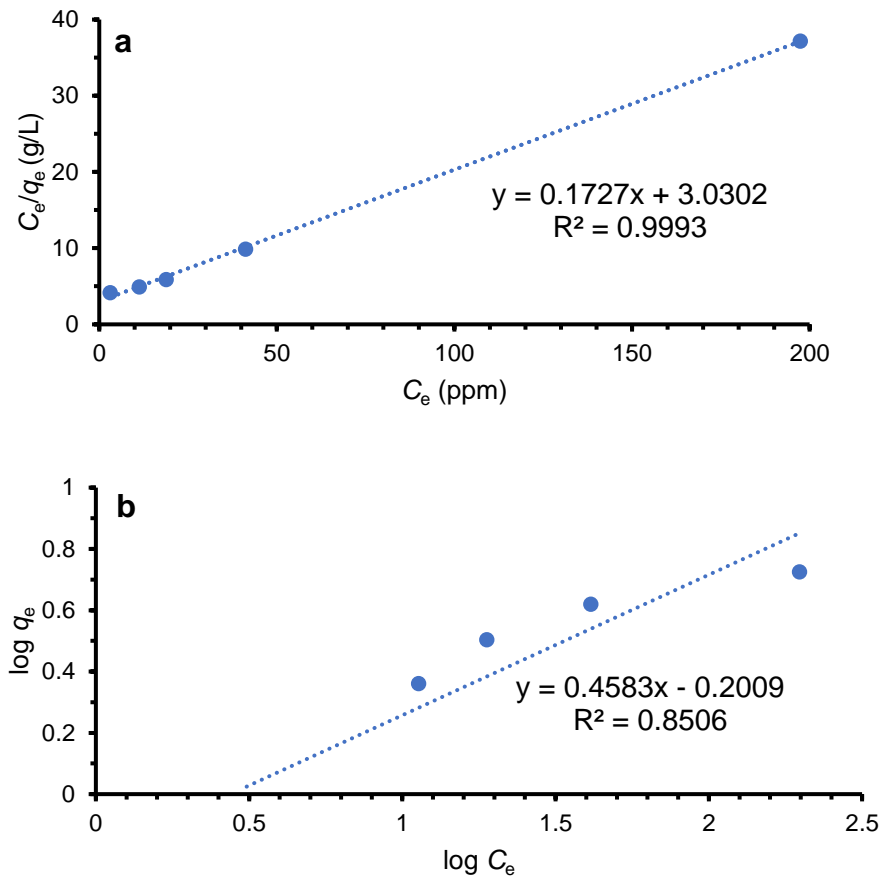 a
40
30
20
10
0
Cₑ/qₑ (g/L)
y = 0.1727x + 3.0302
R² = 0.9993
0 50 100 150 200
Cₑ (ppm)
b
1
0.8
0.6
0.4
0.2
0
log qₑ
y = 0.4583x - 0.2009
R² = 0.8506
0 0.5 1 1.5 2 2.5
log Cₑ